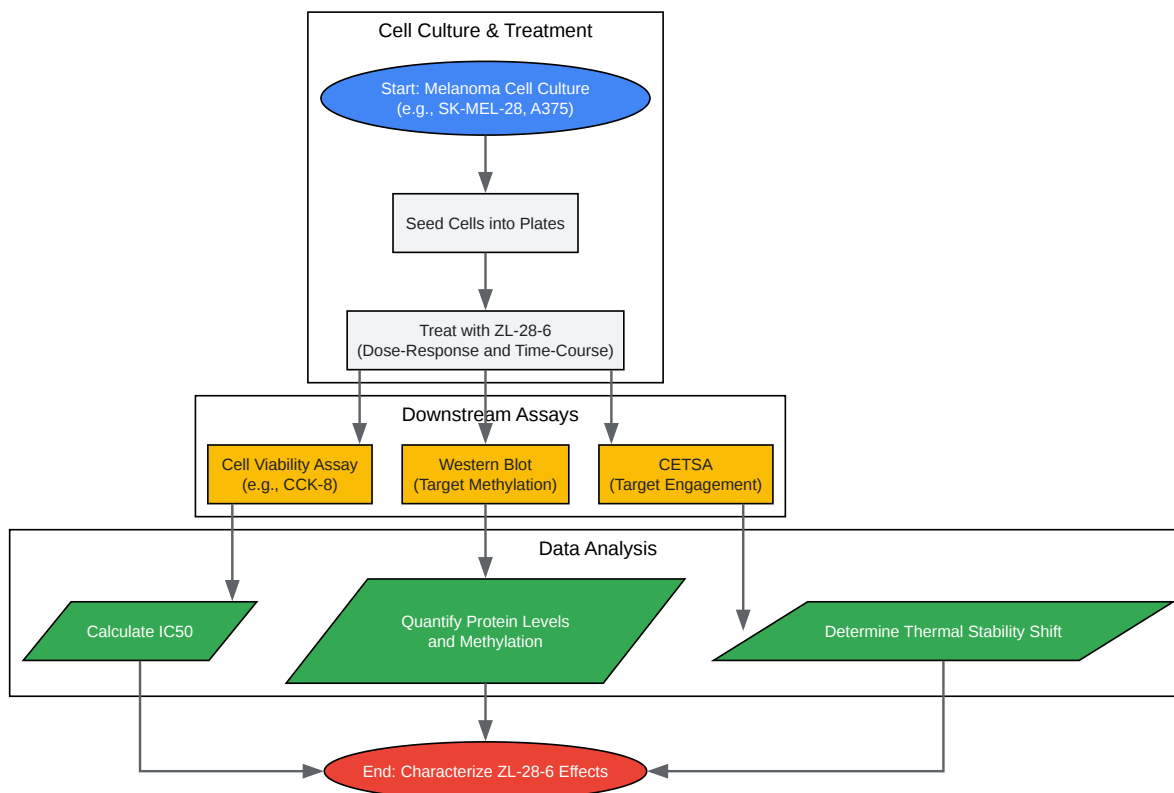 Cell Culture & Treatment
Start: Melanoma Cell Culture
(e.g., SK-MEL-28, A375)
Seed Cells into Plates
Treat with ZL-28-6
(Dose-Response and Time-Course)
Downstream Assays
Cell Viability Assay
(e.g., CCK-8)
Western Blot
(Target Methylation)
CETSA
(Target Engagement)
Data Analysis
Calculate IC50
Quantify Protein Levels
and Methylation
Determine Thermal Stability Shift
End: Characterize ZL-28-6 Effects